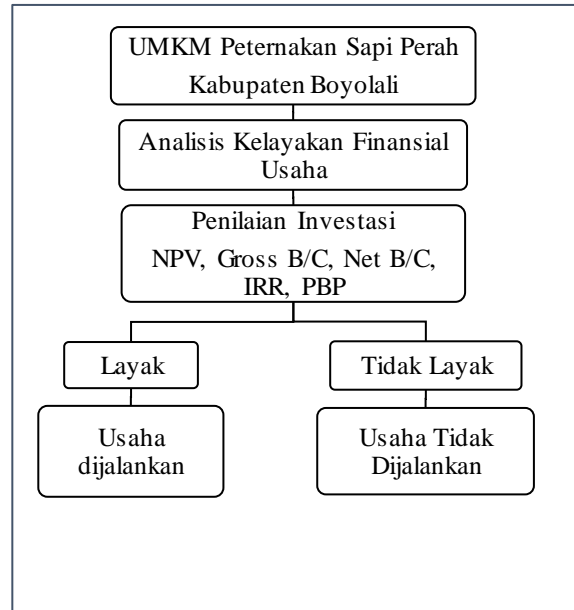 UMKM Peternakan Sapi Perah
Kabupaten Boyolali
Analisis Kelayakan Finansial
Usaha
Penilaian Investasi
NPV, Gross B/C, Net B/C,
IRR, PBP
Layak
Tidak Layak
Usaha
dijalankan
Usaha Tidak
Dijalankan